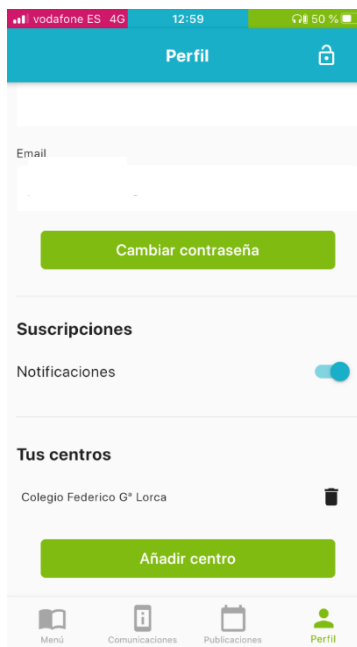 vodafone ES 4G 12:59 50 %
Perfil
Email
Cambiar contraseña
Suscripciones
Notificaciones
Tus centros
Colegio Federico Gª Lorca
Añadir centro
Menú Comunicaciones Publicaciones Perfil